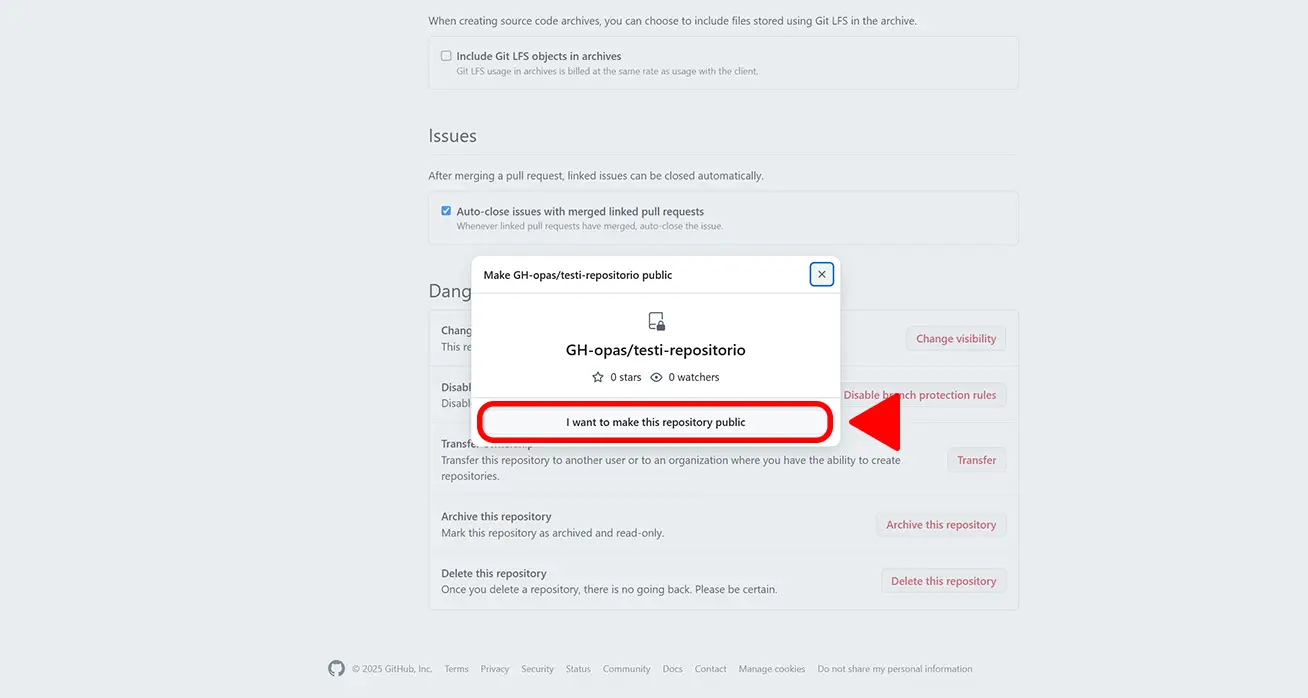 When creating source code archives, you can choose to include files stored using Git LFS in the archive.
Include Git LFS objects in archives
Git LFS usage in archives is billed at the same rate as usage with the client.
Issues
After merging a pull request, linked issues can be closed automatically.
Auto-close issues with merged linked pull requests
Whenever linked pull requests have merged, auto-close the issue.
Make GH-opas/testi-repositorio public
Dang
GH-opas/testi-repositorio
0 stars 0 watchers
I want to make this repository public
Chang
This re
Change visibility
Disabl
Disabl
Disable branch protection rules
Transfer ownership
Transfer this repository to another user or to an organization where you have the ability to create
repositories.
Transfer
Archive this repository
Mark this repository as archived and read-only.
Archive this repository
Delete this repository
Once you delete a repository, there is no going back. Please be certain.
Delete this repository
© 2025 GitHub, Inc. Terms Privacy Security Status Community Docs Contact Manage cookies Do not share my personal information